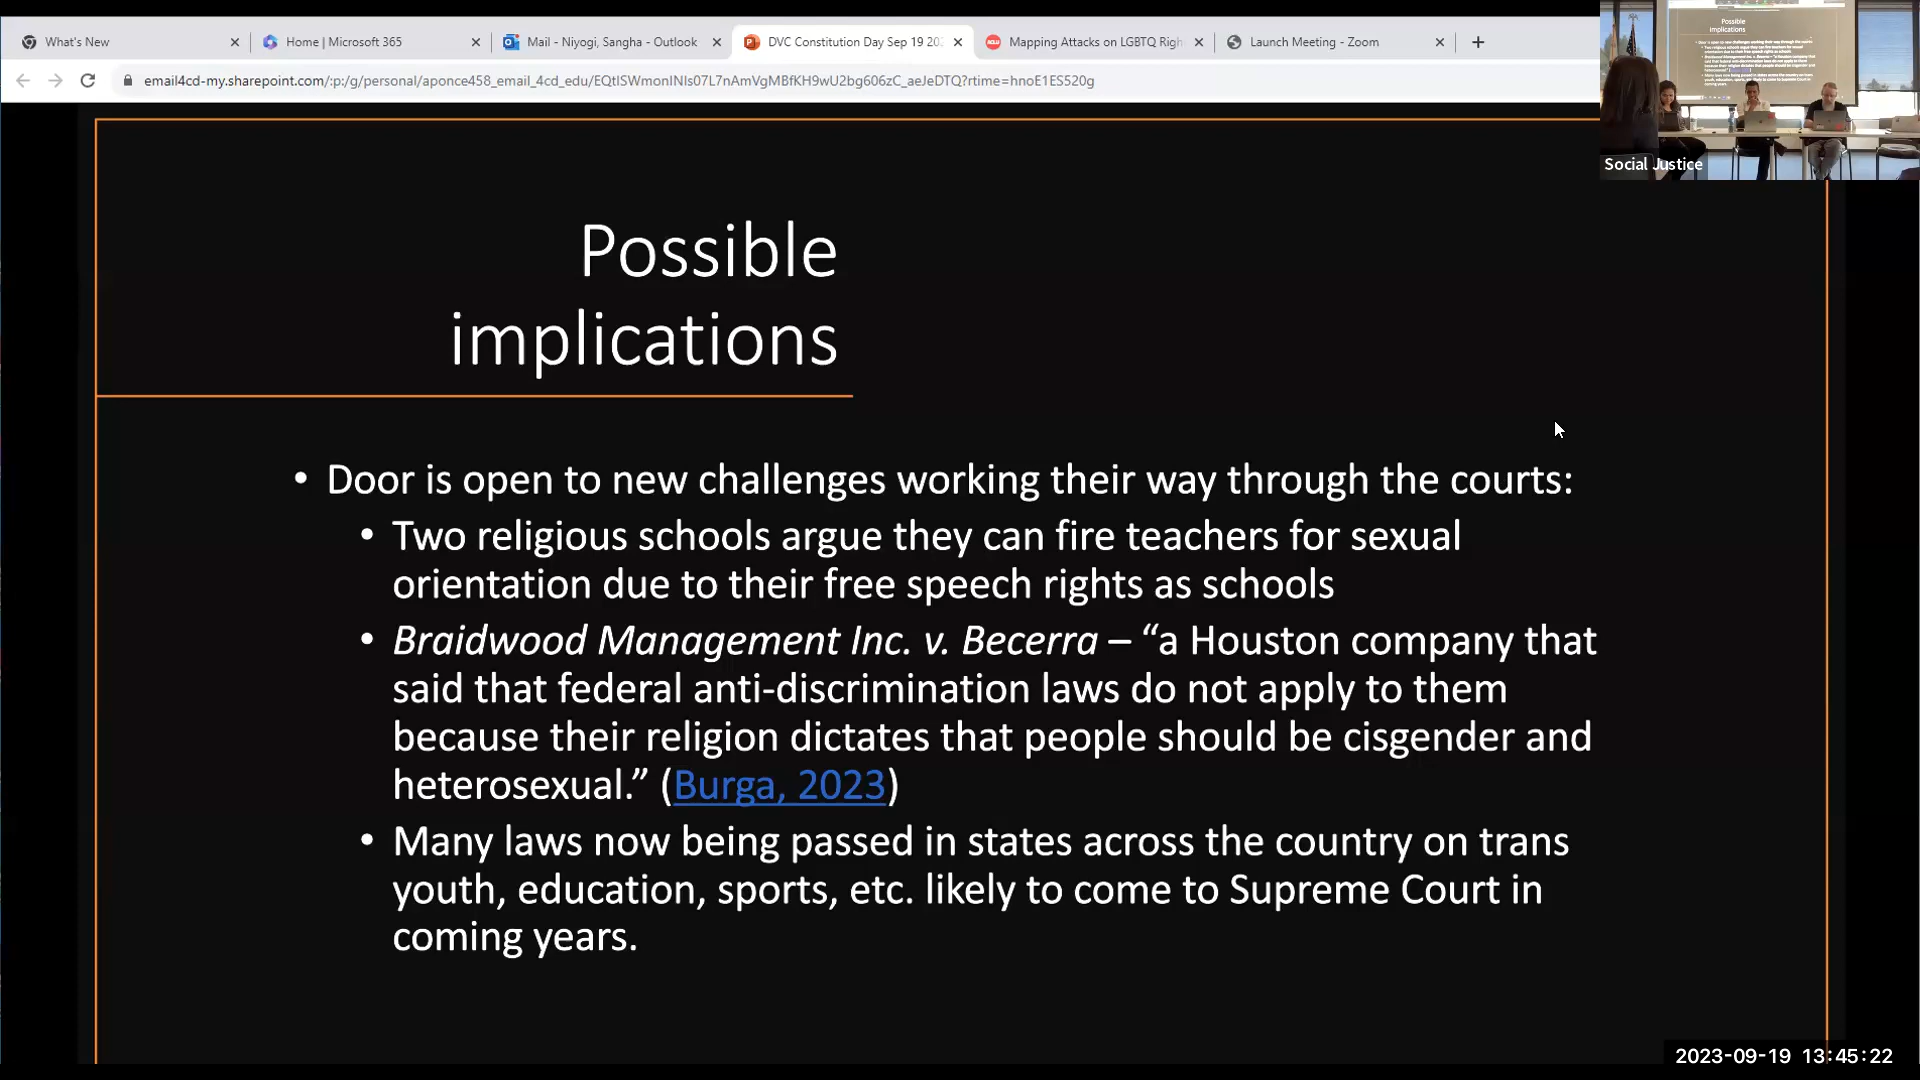 What's New
Home | Microsoft 365
Mail - Niyogi, Sangha - Outlook
DVC Constitution Day Sep 19 202
Mapping Attacks on LGBTQ Righ
Launch Meeting - Zoom
email4cd-my.sharepoint.com/:p:/g/personal/aponce458_email_4cd_edu/EQtISWmonINIs07L7nAmVgMBfKH9wU2bg606zC_aeJeDTQ?rtime=hnoE1ES520g
Possible
implications
Social Justice
Possible
implications
• Door is open to new challenges working their way through the courts:
• Two religious schools argue they can fire teachers for sexual
orientation due to their free speech rights as schools
• Braidwood Management Inc. v. Becerra – “a Houston company that
said that federal anti-discrimination laws do not apply to them
because their religion dictates that people should be cisgender and
heterosexual.” (Burga, 2023)
• Many laws now being passed in states across the country on trans
youth, education, sports, etc. likely to come to Supreme Court in
coming years.
2023-09-19 13:45:22